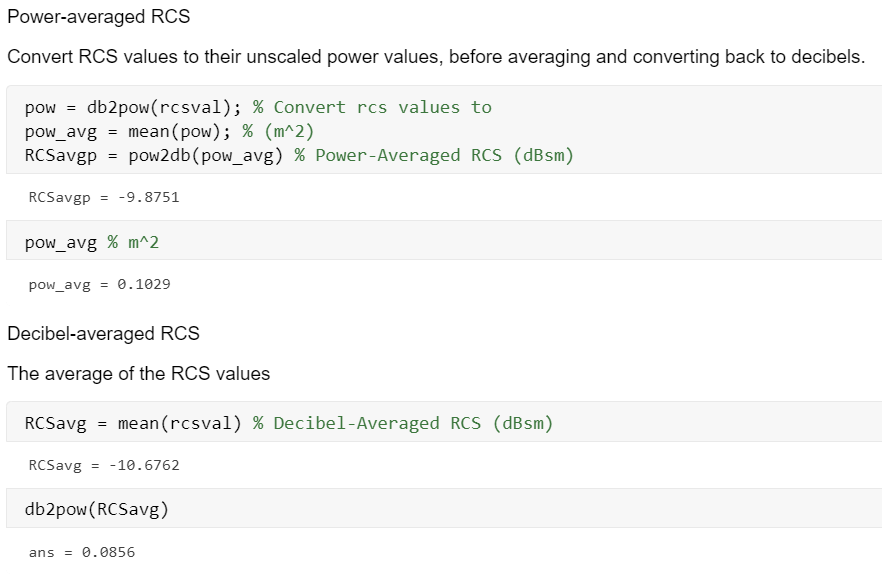 Power-averaged RCS
Convert RCS values to their unscaled power values, before averaging and converting back to decibels.
pow = db2pow(rcsval); % Convert rcs values to
pow_avg = mean(pow); % (m^2)
RCSavgp = pow2db(pow_avg) % Power-Averaged RCS (dBsm)
RCSavgp = -9.8751
pow_avg % m^2
pow_avg = 0.1029
Decibel-averaged RCS
The average of the RCS values
RCSavg = mean(rcsval) % Decibel-Averaged RCS (dBsm)
RCSavg = -10.6762
db2pow(RCSavg)
ans = 0.0856